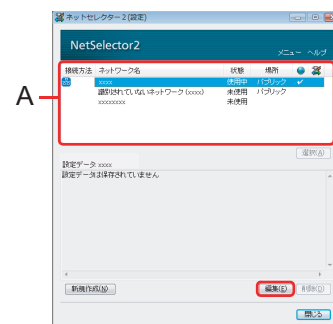 ネットセレクター2(設定)
NetSelector2
メニュー ヘルプ
接続方法 ネットワーク名 状態 場所
xxxx 使用中 パブリック
識別されていないネットワーク(xxxx) 未使用 パブリック
xxxxxxxx 未使用
A
選択(A)
設定データ xxxx
設定データは保存されていません
新規作成(N) 編集(E) 削除(D)
閉じる